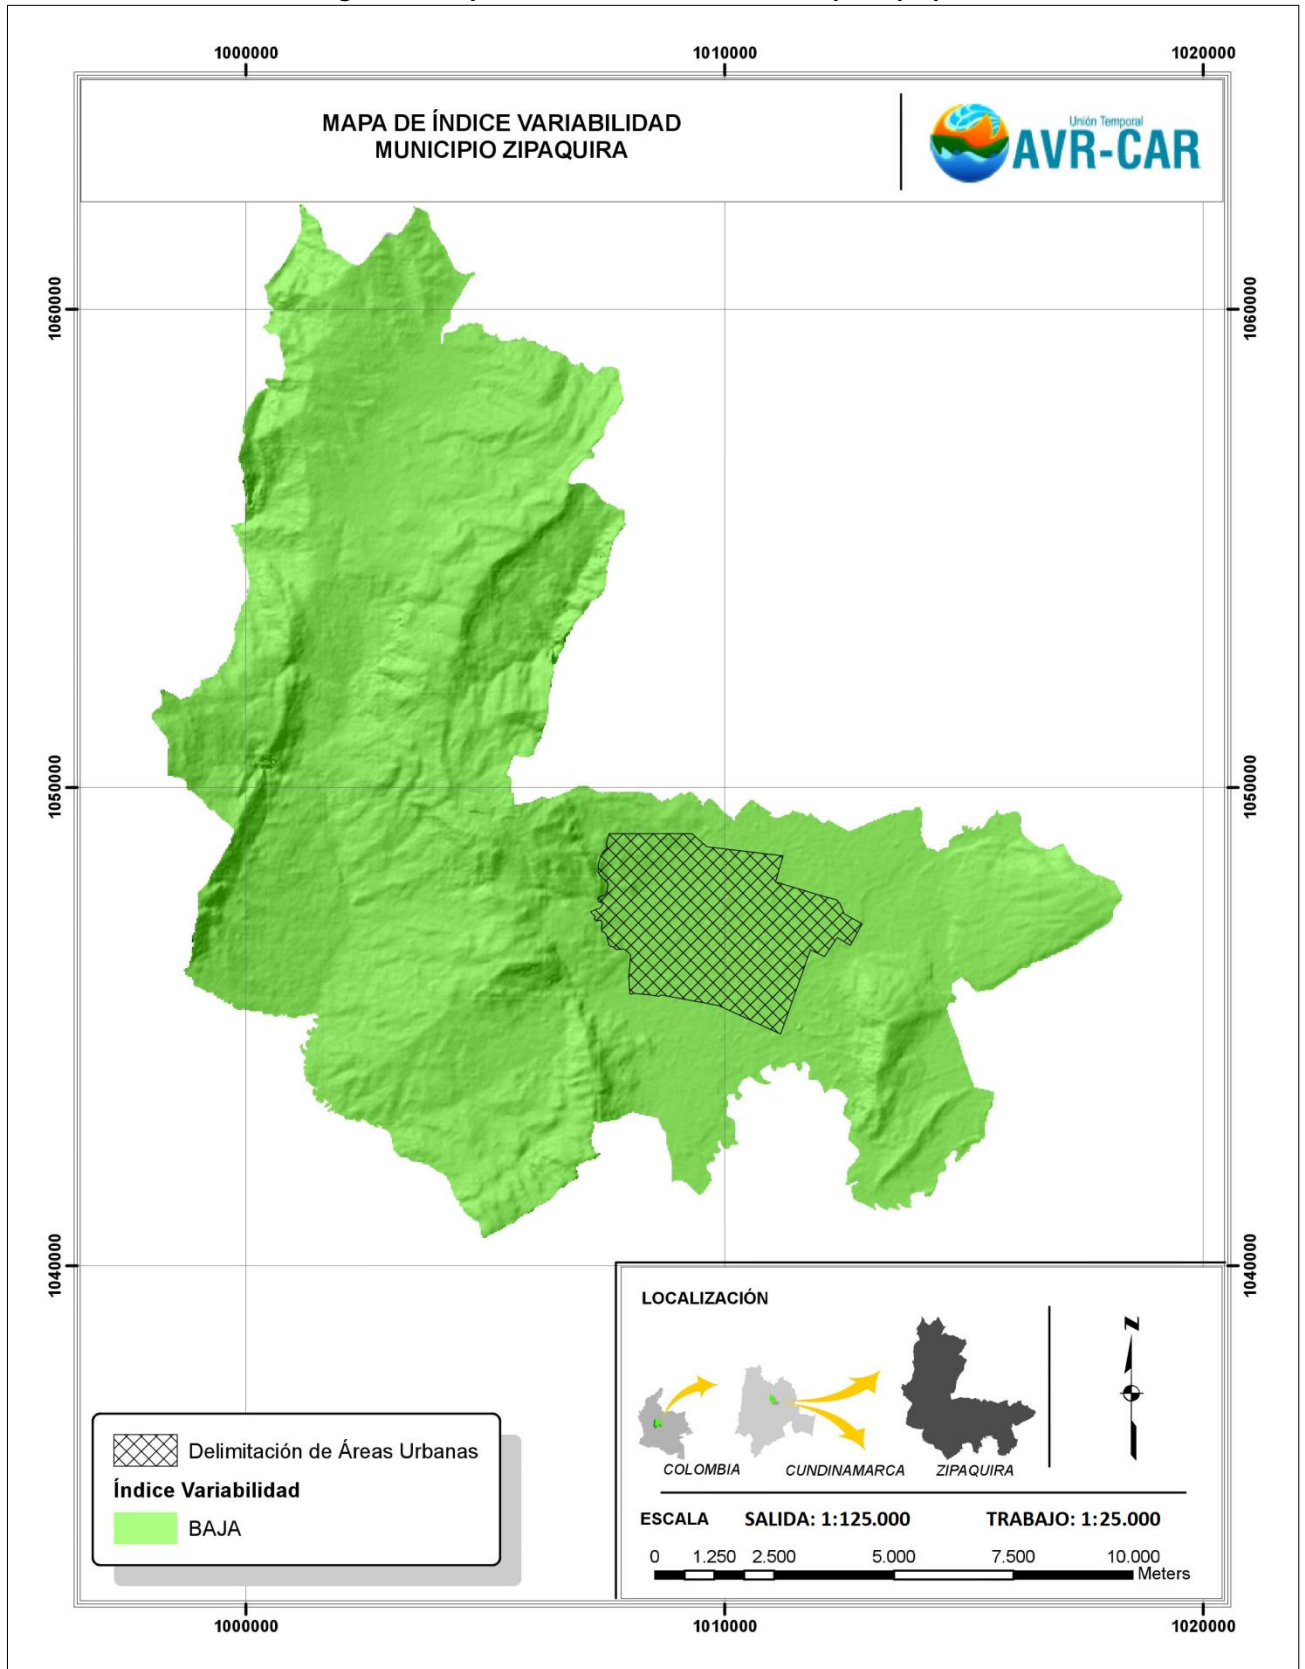 1000000 1010000 1020000
MAPA DE ÍNDICE VARIABILIDAD
MUNICIPIO ZIPAQUIRA
Unión Temporal
AVR-CAR
1060000 1060000
1050000 1050000
1040000 1040000
LOCALIZACIÓN
N
COLOMBIA CUNDINAMARCA ZIPAQUIRA
ESCALA SALIDA: 1:125.000 TRABAJO: 1:25.000
0 1.250 2.500 5.000 7.500 10.000
Meters
Delimitación de Áreas Urbanas
Índice Variabilidad
BAJA
1000000 1010000 1020000